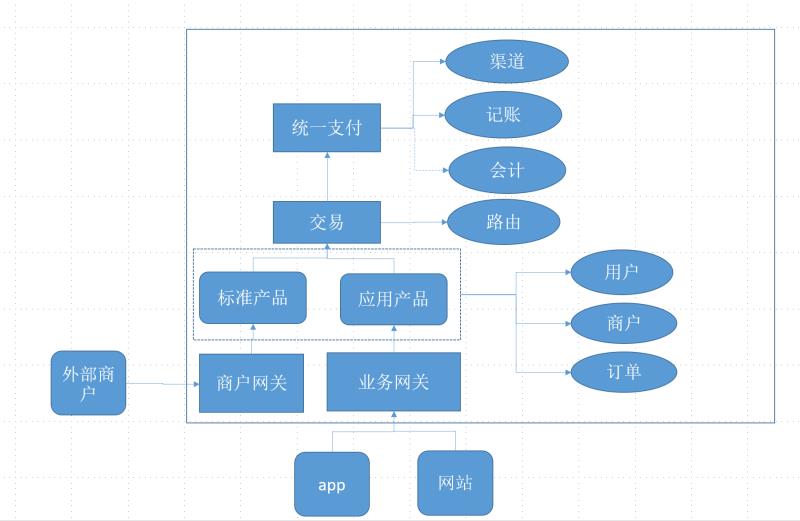 渠道
统一支付
记账
会计
交易
路由
标准产品
应用产品
用户
商户
外部商
户
商户网关
业务网关
订单
app
网站